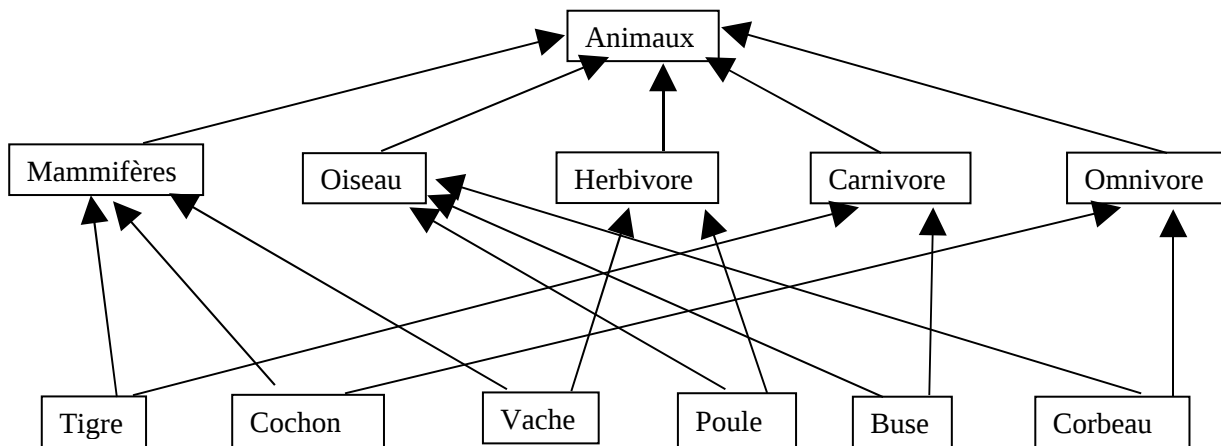 Animaux
Mammifères
Oiseau
Herbivore
Carnivore
Omnivore
Tigre
Cochon
Vache
Poule
Buse
Corbeau